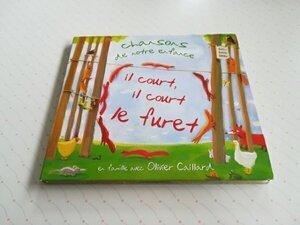 chansons
de notre enfance
il court,
il court
le furet
en famille avec Olivier Caillard